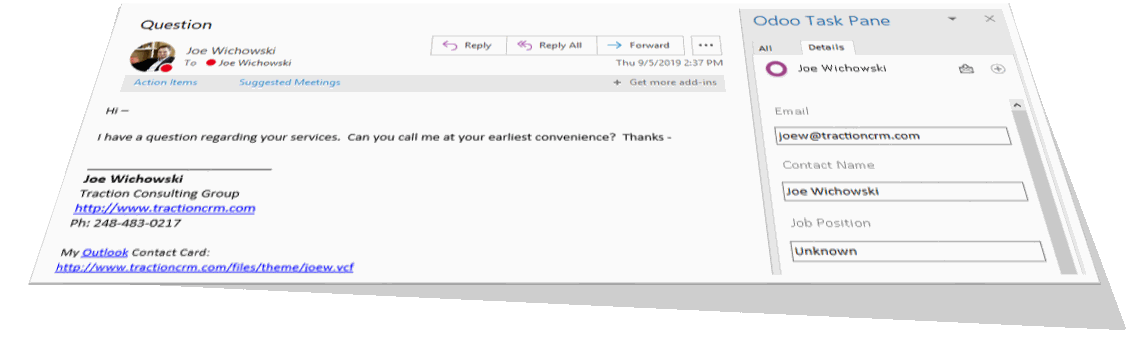 Question
Joe Wichowski
To Joe Wichowski
Reply
Reply All
Forward
...
Thu 9/5/2019 2:37 PM
Action Items
Suggested Meetings
+ Get more add-ins
Hi –
I have a question regarding your services.  Can you call me at your earliest convenience?  Thanks -
Joe Wichowski
Traction Consulting Group
http://www.tractioncrm.com
Ph: 248-483-0217
My Outlook Contact Card:
http://www.tractioncrm.com/files/theme/joew.vcf
Odoo Task Pane
All
Details
Joe Wichowski
Email
joew@tractioncrm.com
Contact Name
Joe Wichowski
Job Position
Unknown